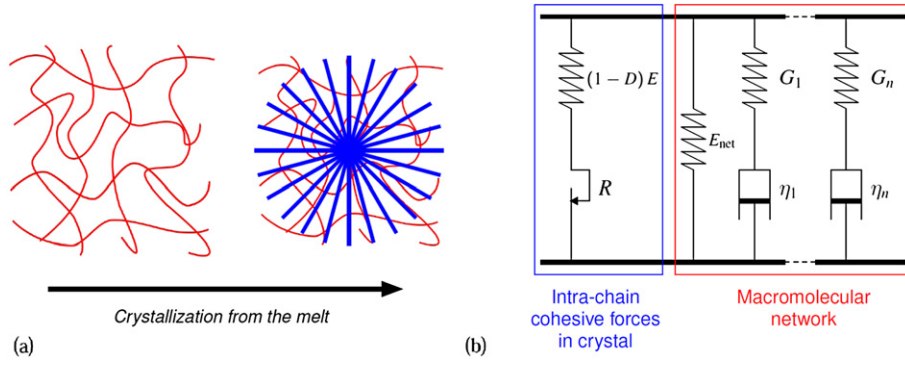 Crystallization from the melt
(a)
(1 − D) E
R
E_net
G_1
η_1
G_n
η_n
Intra-chain
cohesive forces
in crystal
Macromolecular
network
(b)